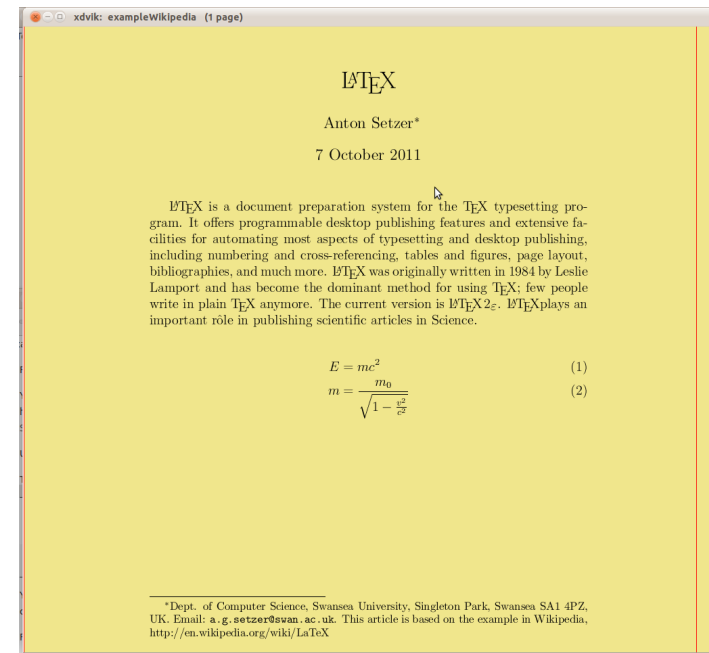 xdvik: exampleWikipedia (1 page)
LATEX
Anton Setzer*
7 October 2011
LATEX is a document preparation system for the TEX typesetting pro-
gram. It offers programmable desktop publishing features and extensive fa-
cilities for automating most aspects of typesetting and desktop publishing,
including numbering and cross-referencing, tables and figures, page layout,
bibliographies, and much more. LATEX was originally written in 1984 by Leslie
Lamport and has become the dominant method for using TEX; few people
write in plain TEX anymore. The current version is LATEX 2ε. LATEXplays an
important rôle in publishing scientific articles in Science.
E = mc² (1)
m = m₀ / √(1 − v²/c²) (2)
*Dept. of Computer Science, Swansea University, Singleton Park, Swansea SA1 4PZ,
UK. Email: a.g.setzer@swan.ac.uk. This article is based on the example in Wikipedia,
http://en.wikipedia.org/wiki/LaTeX